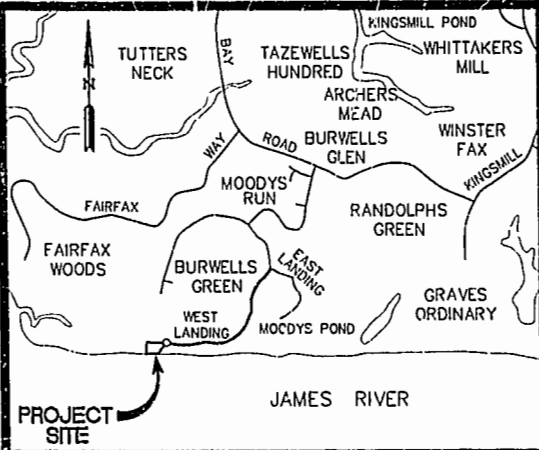 KINGSMILL POND
TUTTERS
NECK
BAY
TAZEWELLS
HUNDRED
WHITTAKERS
MILL
N
ARCHERS
MEAD
WAY
ROAD
BURWELLS
GLEN
WINSTER
FAX
KINGSMILL
MOODYS
RUN
FAIRFAX
RANDOLPHS
GREEN
FAIRFAX
WOODS
BURWELLS
GREEN
EAST
LANDING
GRAVES
ORDINARY
WEST
LANDING
MOODYS POND
JAMES RIVER
PROJECT
SITE